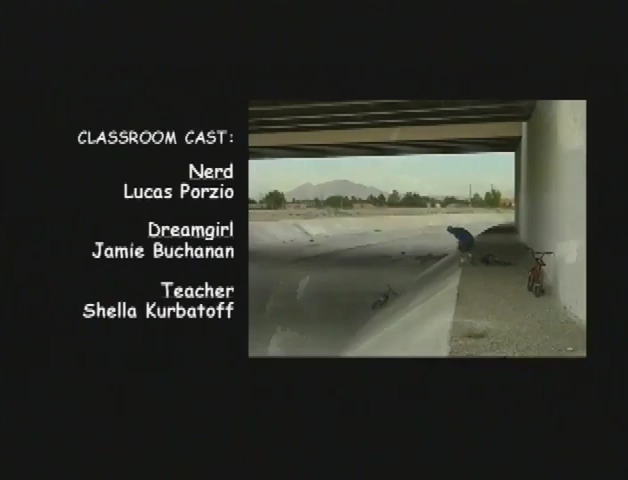 CLASSROOM CAST:
Nerd
Lucas Porzio
Dreamgirl
Jamie Buchanan
Teacher
Shella Kurbatoff